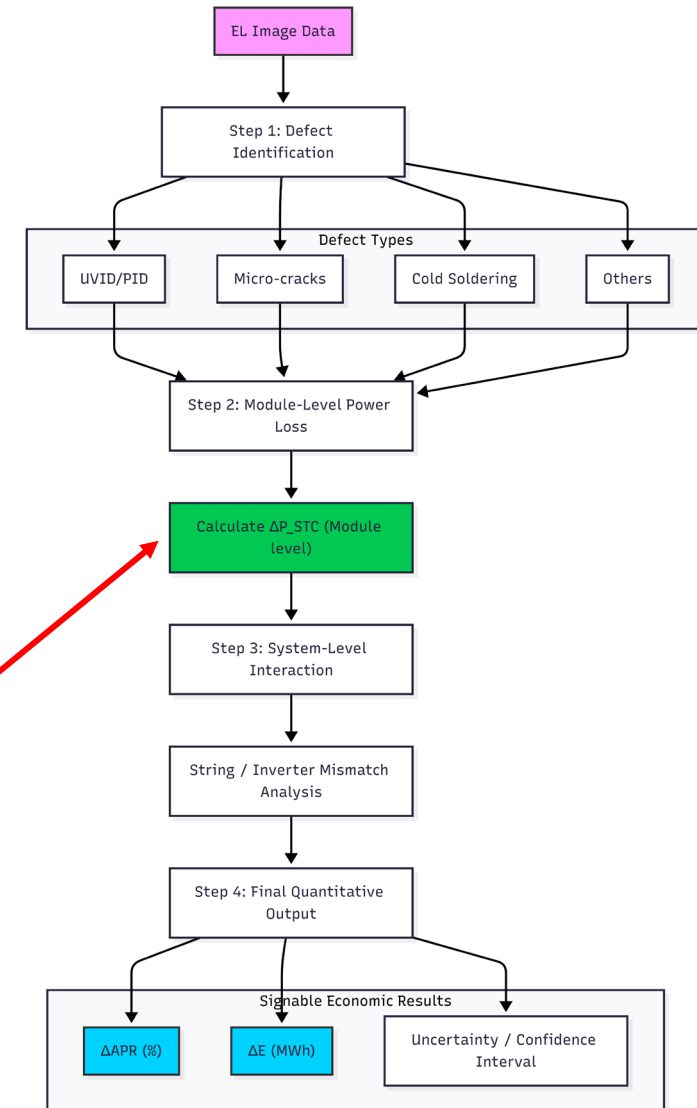 EL Image Data
Step 1: Defect
Identification
Defect Types
UVID/PID
Micro-cracks
Cold Soldering
Others
Step 2: Module-Level Power
Loss
Calculate ΔP_STC (Module
level)
Step 3: System-Level
Interaction
String / Inverter Mismatch
Analysis
Step 4: Final Quantitative
Output
Signable Economic Results
ΔAPR (%)
ΔE (MWh)
Uncertainty / Confidence
Interval